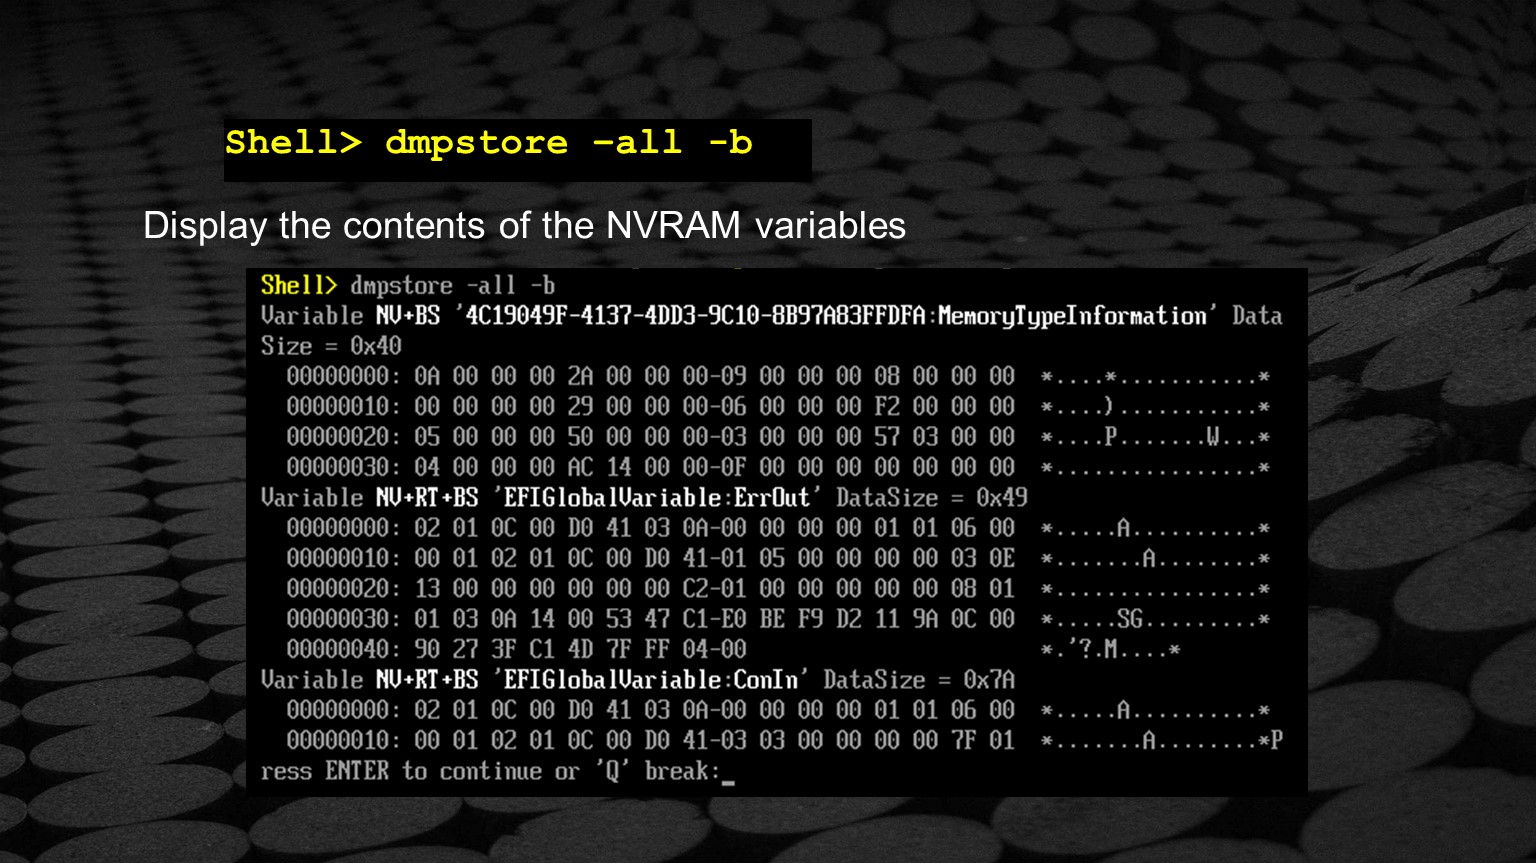 Shell> dmpstore –all -b
Display the contents of the NVRAM variables
Shell> dmpstore -all -b
Variable NV+BS '4C19049F-4137-4DD3-9C10-8B97A83FFDFA:MemoryTypeInformation' Data
Size = 0x40
00000000: 0A 00 00 00 2A 00 00 00-09 00 00 00 08 00 00 00 *....*...........*
00000010: 00 00 00 00 29 00 00 00-06 00 00 00 F2 00 00 00 *....)...........*
00000020: 05 00 00 00 50 00 00 00-03 00 00 00 57 03 00 00 *....P.......W...*
00000030: 04 00 00 00 AC 14 00 00-0F 00 00 00 00 00 00 00 *................*
Variable NV+RT+BS 'EFIGlobalVariable:ErrOut' DataSize = 0x49
00000000: 02 01 0C 00 D0 41 03 0A-00 00 00 00 01 01 06 00 *.....A..........*
00000010: 00 01 02 01 0C 00 D0 41-01 05 00 00 00 00 03 0E *.......A........*
00000020: 13 00 00 00 00 00 00 C2-01 00 00 00 00 00 08 01 *................*
00000030: 01 03 0A 14 00 53 47 C1-E0 BE F9 D2 11 9A 0C 00 *.....SG.........*
00000040: 90 27 3F C1 4D 7F FF 04-00 *.'?.M....*
Variable NV+RT+BS 'EFIGlobalVariable:ConIn' DataSize = 0x7A
00000000: 02 01 0C 00 D0 41 03 0A-00 00 00 00 01 01 06 00 *.....A..........*
00000010: 00 01 02 01 0C 00 D0 41-03 03 00 00 00 00 7F 01 *.......A........*P
ress ENTER to continue or 'Q' break:_